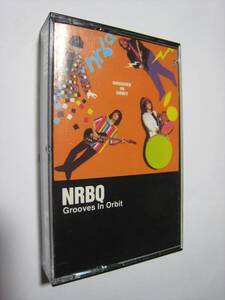 nrbq
GROOVES
IN
ORBIT
NRBQ
Grooves In Orbit